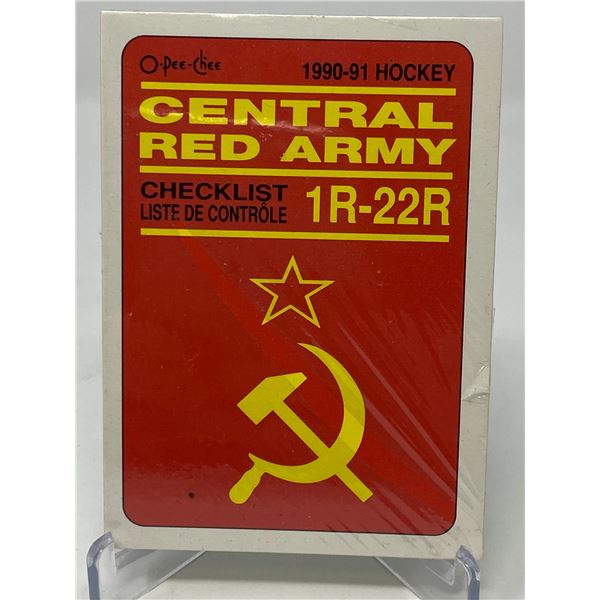 O-Pee-Chee 1990-91 HOCKEY
CENTRAL
RED ARMY
CHECKLIST
LISTE DE CONTRÔLE 1R-22R